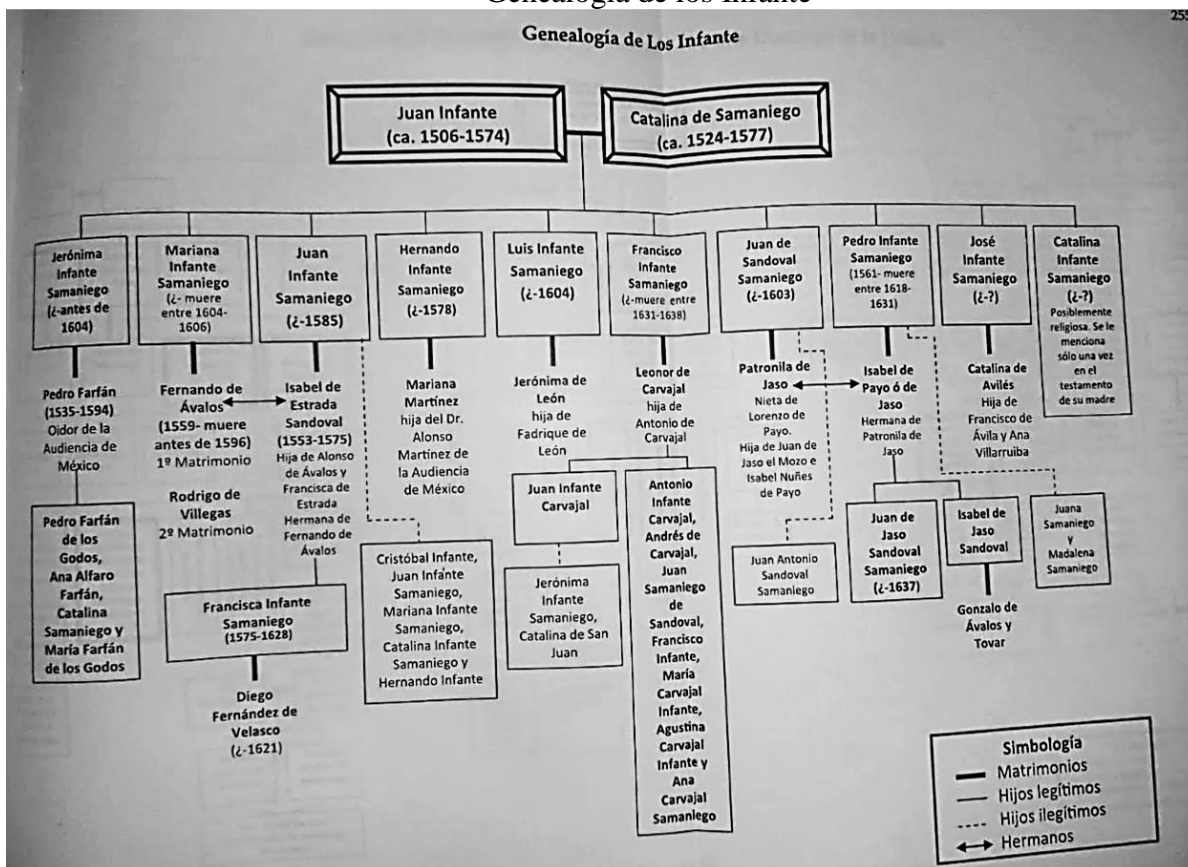 Genealogía de los Infante
255
Genealogía de Los Infante
Juan Infante
(ca. 1506-1574)
Catalina de Samaniego
(ca. 1524-1577)
Jerónima
Infante
Samaniego
(¿-antes de
1604)
Mariana
Infante
Samaniego
(¿- muere
entre 1604-
1606)
Juan
Infante
Samaniego
(¿-1585)
Hernando
Infante
Samaniego
(¿-1578)
Luis Infante
Samaniego
(¿-1604)
Francisco
Infante
Samaniego
(¿-muere entre
1631-1638)
Juan de
Sandoval
Samaniego
(¿-1603)
Pedro Infante
Samaniego
(1561- muere
entre 1618-
1631)
José
Infante
Samaniego
(¿-?)
Catalina
Infante
Samaniego
(¿-?)
Posiblemente
religiosa. Se le
menciona
sólo una vez
en el
testamento
de su madre
Pedro Farfán
(1535-1594)
Oidor de la
Audiencia de
México
Fernando de
Ávalos
(1559- muere
antes de 1596)
1º Matrimonio
Rodrigo de
Villegas
2º Matrimonio
Isabel de
Estrada
Sandoval
(1553-1575)
Hija de Alonso
de Ávalos y
Francisca de
Estrada
Hermana de
Fernando de
Ávalos
Mariana
Martínez
hija del Dr.
Alonso
Martínez de
la Audiencia
de México
Jerónima de
León
hija de
Fadrique de
León
Leonor de
Carvajal
hija de
Antonio de
Carvajal
Patronila de
Jaso
Nieta de
Lorenzo de
Payo.
Hija de Juan de
Jaso el Mozo e
Isabel Nuñes
de Payo
Isabel de
Payo ó de
Jaso
Hermana de
Patronila de
Jaso
Catalina de
Avilés
Hija de
Francisco de
Ávila y Ana
Villarruiba
Pedro Farfán
de los
Godos,
Ana Alfaro
Farfán,
Catalina
Samaniego y
María Farfán
de los Godos
Francisca Infante
Samaniego
(1575-1628)
Diego
Fernández de
Velasco
(¿-1621)
Cristóbal Infante,
Juan Infante
Samaniego,
Mariana Infante
Samaniego,
Catalina Infante
Samaniego y
Hernando Infante
Juan Infante
Carvajal
Jerónima
Infante
Samaniego,
Catalina de San
Juan
Antonio
Infante
Carvajal,
Andrés de
Carvajal,
Juan
Samaniego
de
Sandoval,
Francisco
Infante,
María
Carvajal
Infante,
Agustina
Carvajal
Infante y
Ana
Carvajal
Samaniego
Juan Antonio
Sandoval
Samaniego
Juan de
Jaso
Sandoval
Samaniego
(¿-1637)
Isabel de
Jaso
Sandoval
Gonzalo de
Ávalos y
Tovar
Juana
Samaniego
y
Madalena
Samaniego
Simbología
Matrimonios
Hijos legítimos
Hijos ilegítimos
Hermanos